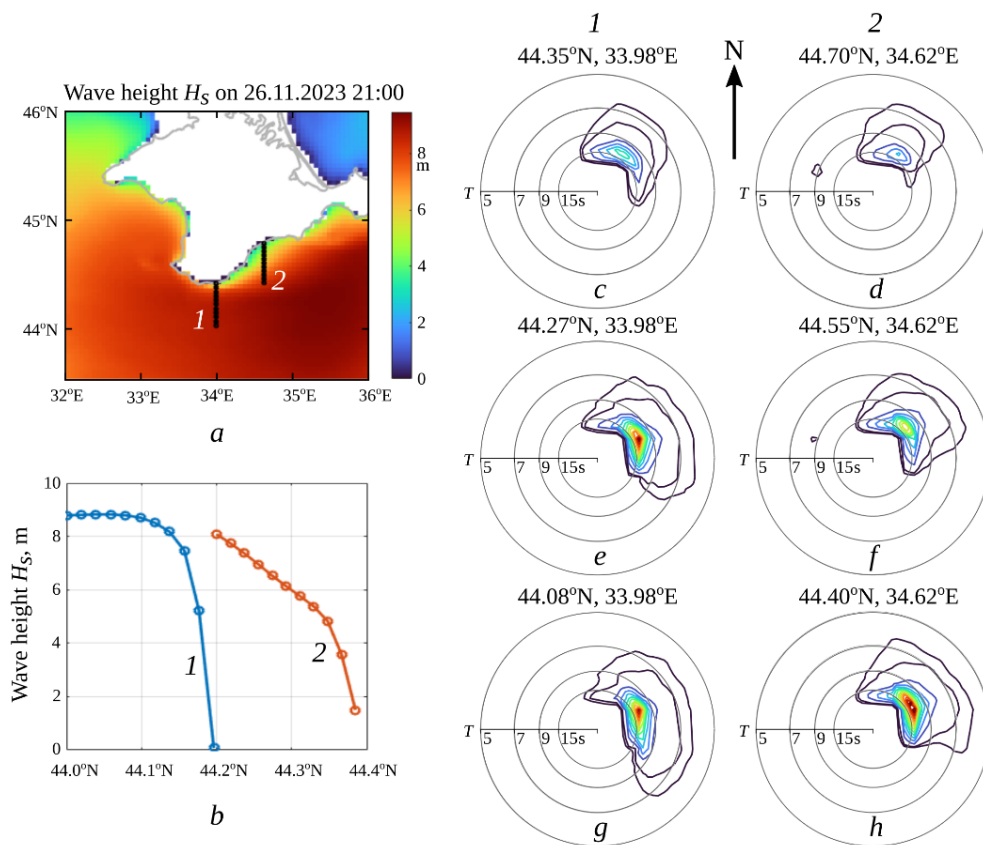 Wave height Hs on 26.11.2023 21:00
46°N
45°N
44°N
32°E 33°E 34°E 35°E 36°E
8
6
4
2
0
m
1
2
a
Wave height Hs, m
10
8
6
4
2
0
44.0°N 44.1°N 44.2°N 44.3°N 44.4°N
1
2
b
1
44.35°N, 33.98°E
T 5 7 9 15s
c
N
2
44.70°N, 34.62°E
T 5 7 9 15s
d
44.27°N, 33.98°E
T 5 7 9 15s
e
44.55°N, 34.62°E
T 5 7 9 15s
f
44.08°N, 33.98°E
T 5 7 9 15s
g
44.40°N, 34.62°E
T 5 7 9 15s
h